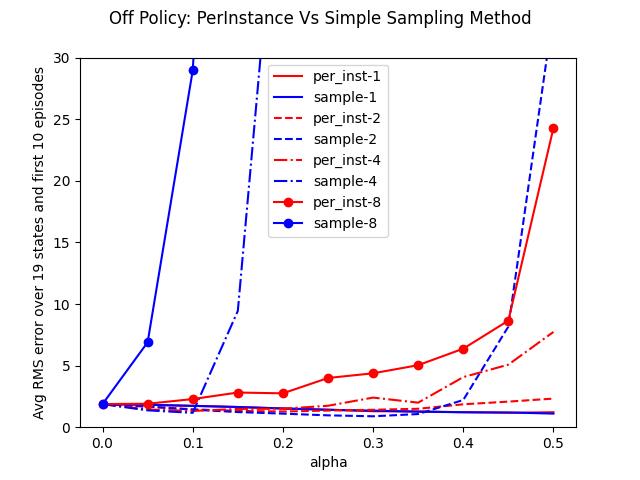 Off Policy: PerInstance Vs Simple Sampling Method
Avg RMS error over 19 states and first 10 episodes
30
25
20
15
10
5
0
per_inst-1
sample-1
per_inst-2
sample-2
per_inst-4
sample-4
per_inst-8
sample-8
0.0
0.1
0.2
0.3
0.4
0.5
alpha